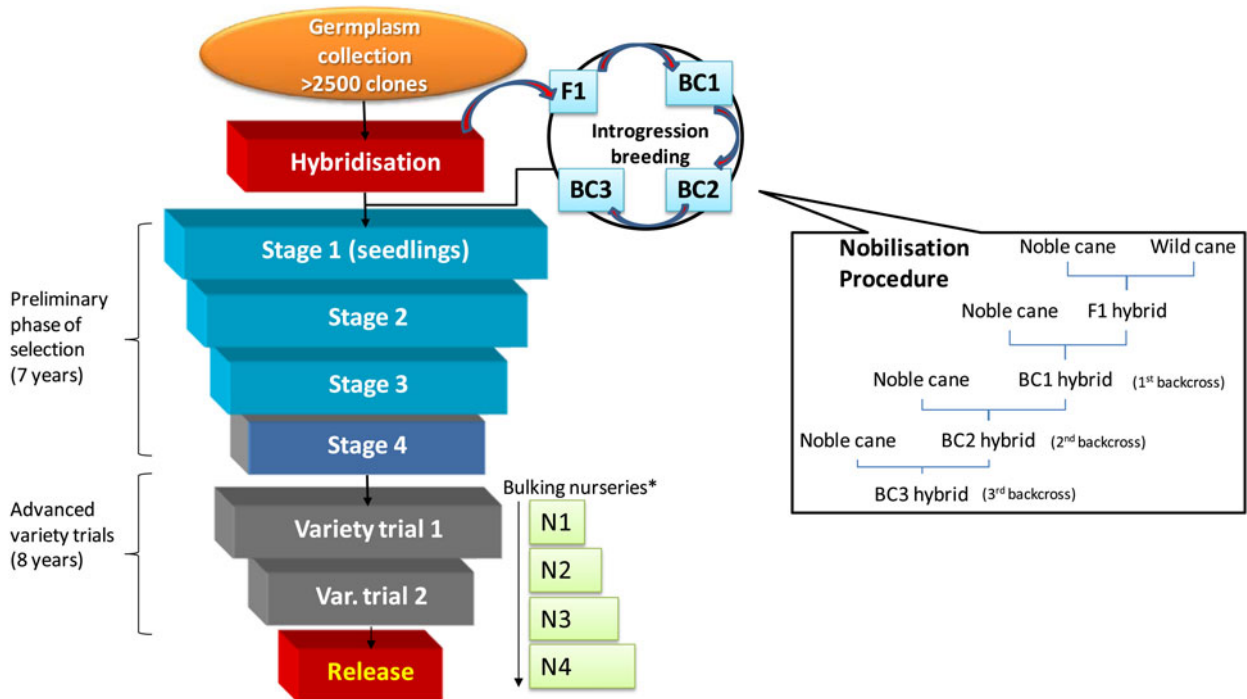 Germplasm
collection
>2500 clones
Hybridisation
F1
BC1
Introgression
breeding
BC3
BC2
Stage 1 (seedlings)
Stage 2
Stage 3
Stage 4
Preliminary
phase of
selection
(7 years)
Advanced
variety trials
(8 years)
Variety trial 1
Var. trial 2
Release
Bulking nurseries*
N1
N2
N3
N4
Nobilisation
Procedure
Noble cane Wild cane
Noble cane F1 hybrid
Noble cane BC1 hybrid (1st backcross)
Noble cane BC2 hybrid (2nd backcross)
BC3 hybrid (3rd backcross)